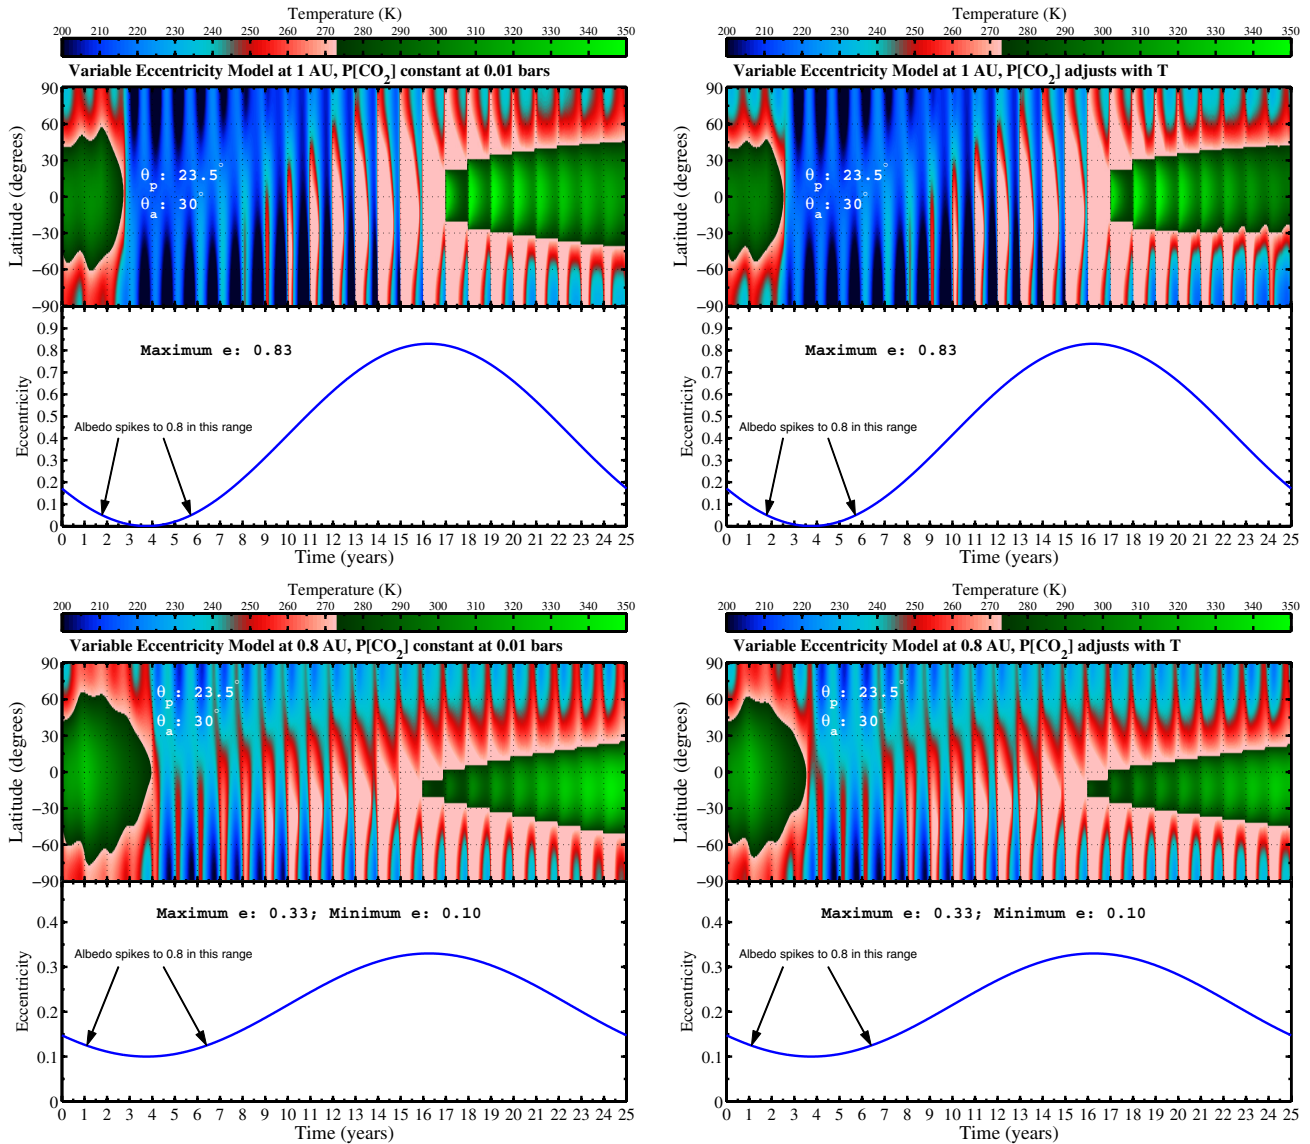 Temperature (K)
200 210 220 230 240 250 260 270 280 290 300 310 320 330 340 350
Variable Eccentricity Model at 1 AU, P[CO2] constant at 0.01 bars
90
60
30
0
−30
−60
−90
Latitude (degrees)
θp: 23.5°
θa: 30°
0.9
0.8
0.7
0.6
0.5
0.4
0.3
0.2
0.1
0
Eccentricity
Maximum e: 0.83
Albedo spikes to 0.8 in this range
0 1 2 3 4 5 6 7 8 9 10 11 12 13 14 15 16 17 18 19 20 21 22 23 24 25
Time (years)
Temperature (K)
200 210 220 230 240 250 260 270 280 290 300 310 320 330 340 350
Variable Eccentricity Model at 1 AU, P[CO2] adjusts with T
90
60
30
0
−30
−60
−90
Latitude (degrees)
θp: 23.5°
θa: 30°
0.9
0.8
0.7
0.6
0.5
0.4
0.3
0.2
0.1
0
Eccentricity
Maximum e: 0.83
Albedo spikes to 0.8 in this range
0 1 2 3 4 5 6 7 8 9 10 11 12 13 14 15 16 17 18 19 20 21 22 23 24 25
Time (years)
Temperature (K)
200 210 220 230 240 250 260 270 280 290 300 310 320 330 340 350
Variable Eccentricity Model at 0.8 AU, P[CO2] constant at 0.01 bars
90
60
30
0
−30
−60
−90
Latitude (degrees)
θp: 23.5°
θa: 30°
0.4
0.3
0.2
0.1
0
Eccentricity
Maximum e: 0.33; Minimum e: 0.10
Albedo spikes to 0.8 in this range
0 1 2 3 4 5 6 7 8 9 10 11 12 13 14 15 16 17 18 19 20 21 22 23 24 25
Time (years)
Temperature (K)
200 210 220 230 240 250 260 270 280 290 300 310 320 330 340 350
Variable Eccentricity Model at 0.8 AU, P[CO2] adjusts with T
90
60
30
0
−30
−60
−90
Latitude (degrees)
θp: 23.5°
θa: 30°
0.4
0.3
0.2
0.1
0
Eccentricity
Maximum e: 0.33; Minimum e: 0.10
Albedo spikes to 0.8 in this range
0 1 2 3 4 5 6 7 8 9 10 11 12 13 14 15 16 17 18 19 20 21 22 23 24 25
Time (years)